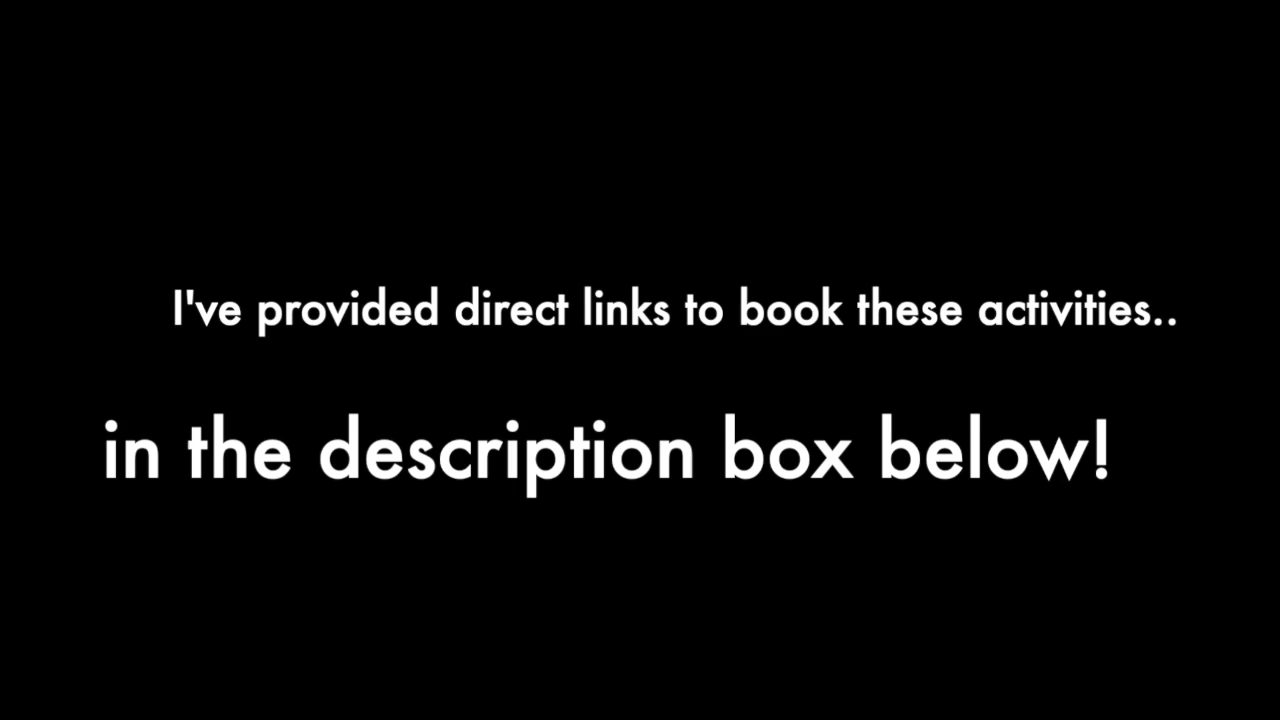 I've provided direct links to book these activities..
in the description box below!